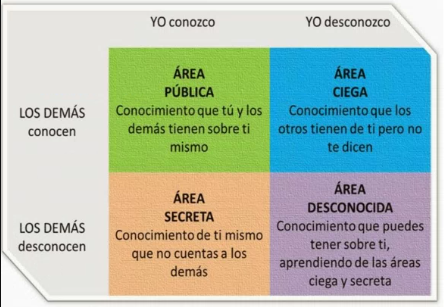 YO conozco
YO desconozco
LOS DEMÁS
conocen
ÁREA
PÚBLICA
Conocimiento que tú y los
demás tienen sobre ti
mismo
ÁREA
CIEGA
Conocimiento que los
otros tienen de ti pero no
te dicen
LOS DEMÁS
desconocen
ÁREA
SECRETA
Conocimiento de ti mismo
que no cuentas a los
demás
ÁREA
DESCONOCIDA
Conocimiento que puedes
tener sobre ti,
aprendiendo de las áreas
ciega y secreta